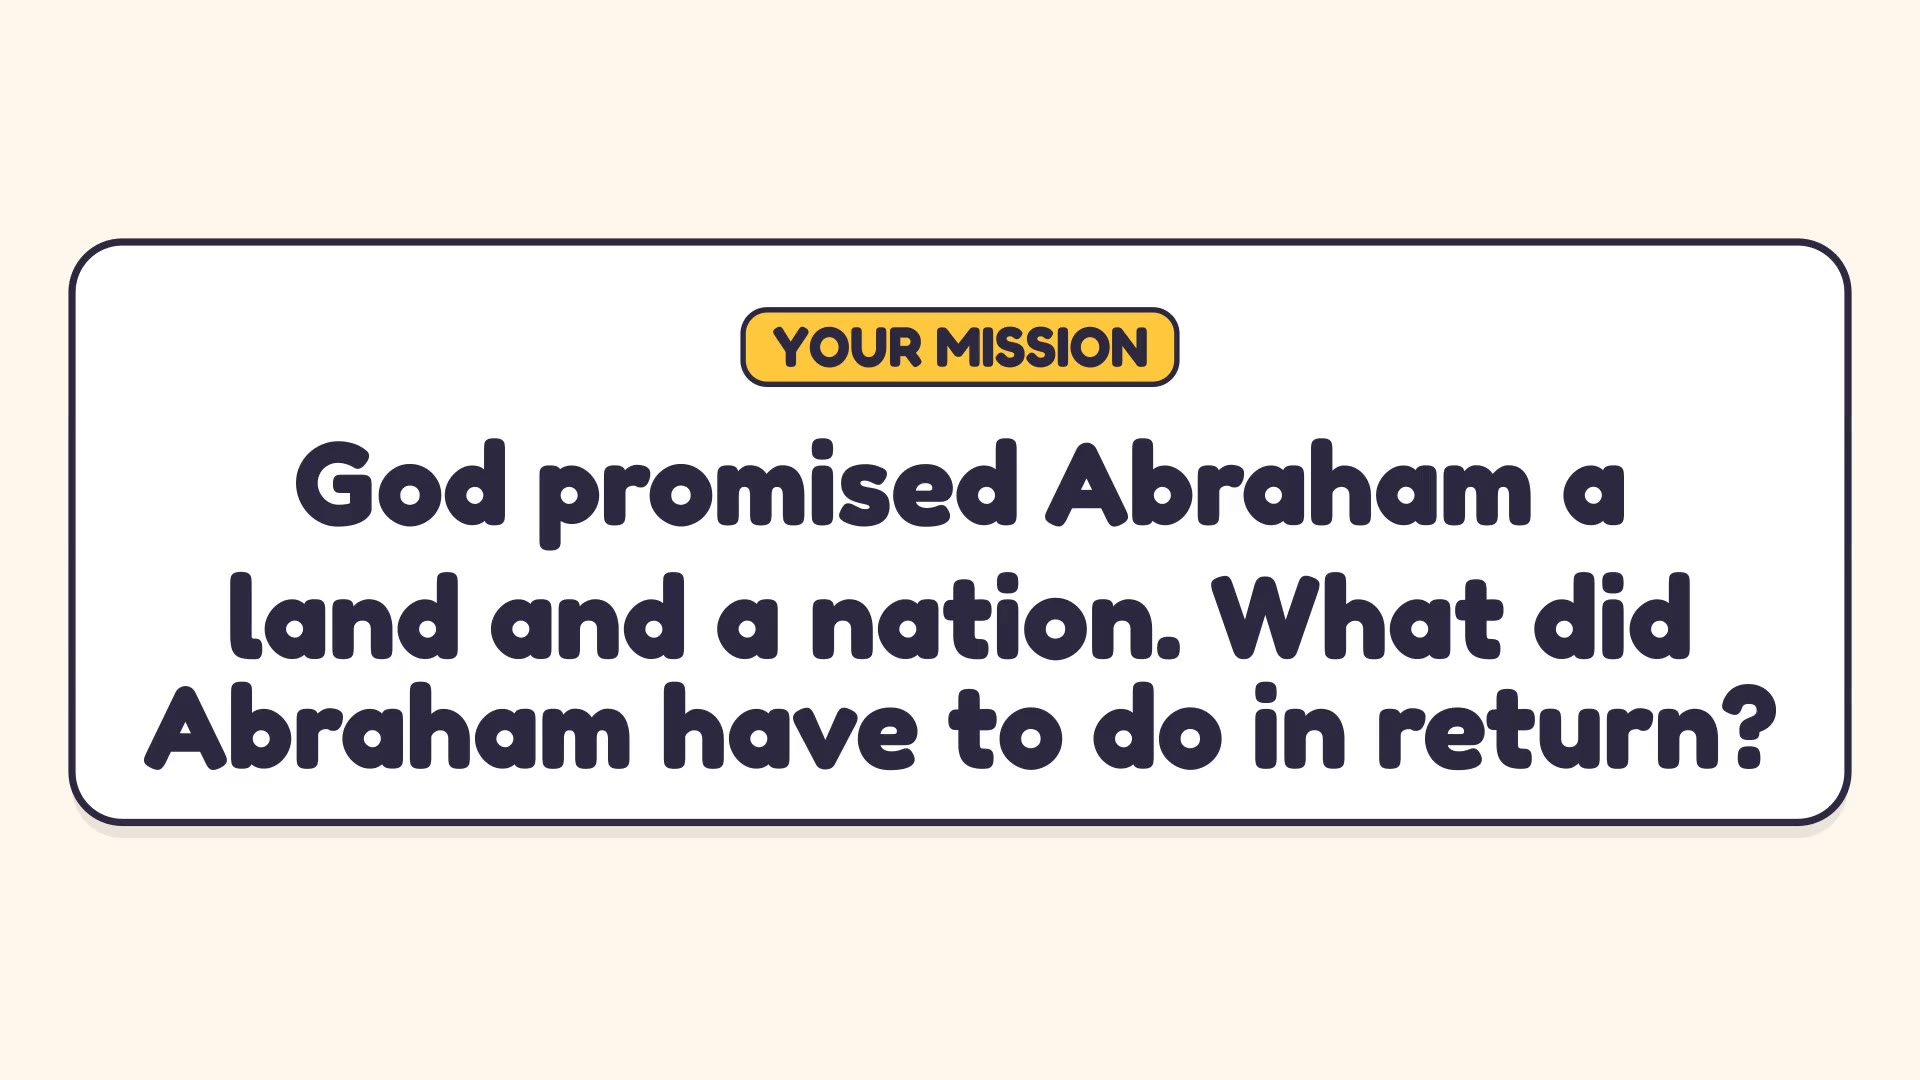 YOUR MISSION
God promised Abraham a
land and a nation. What did
Abraham have to do in return?